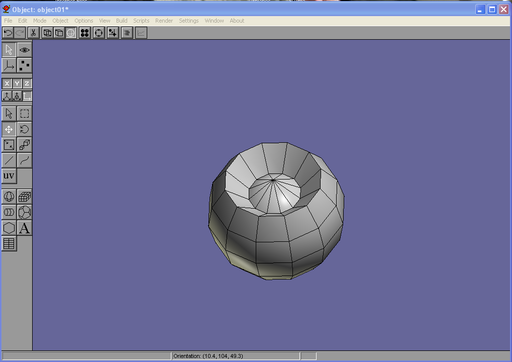 Object: object01*
File Edit Mode Object Options View Build Scripts Render Settings Window About
X Y Z
uv
A
Orientation: (10.4, 104, 49.3)